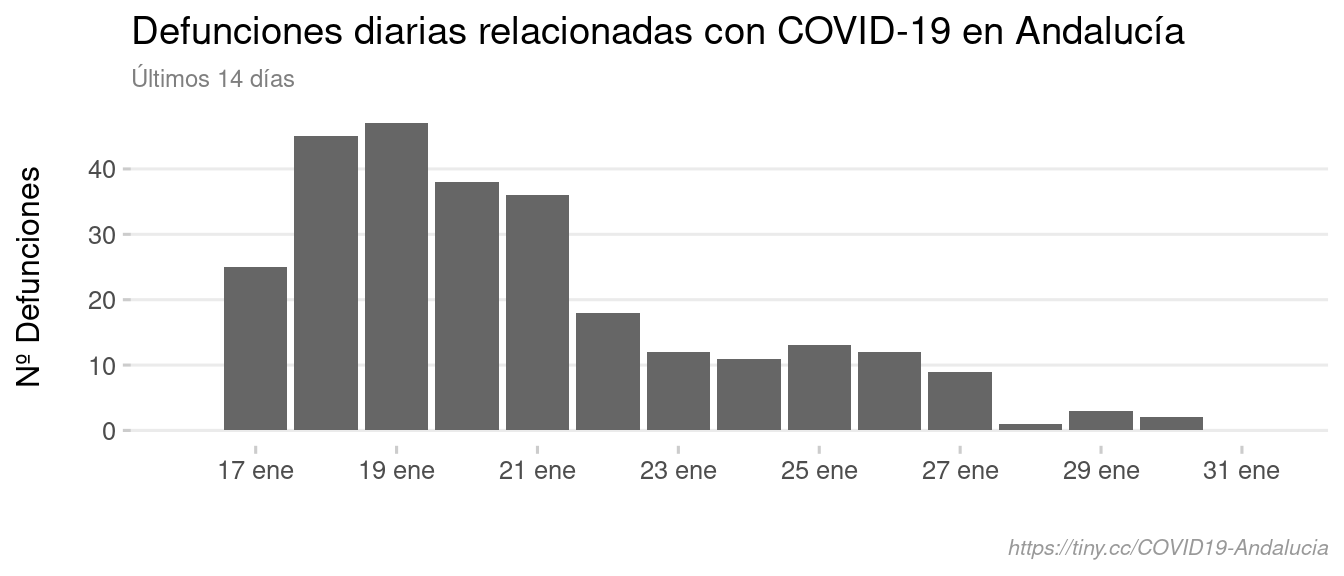 Defunciones diarias relacionadas con COVID-19 en Andalucía
Últimos 14 días
Nº Defunciones
40
30
20
10
0
17 ene 19 ene 21 ene 23 ene 25 ene 27 ene 29 ene 31 ene
https://tiny.cc/COVID19-Andalucia